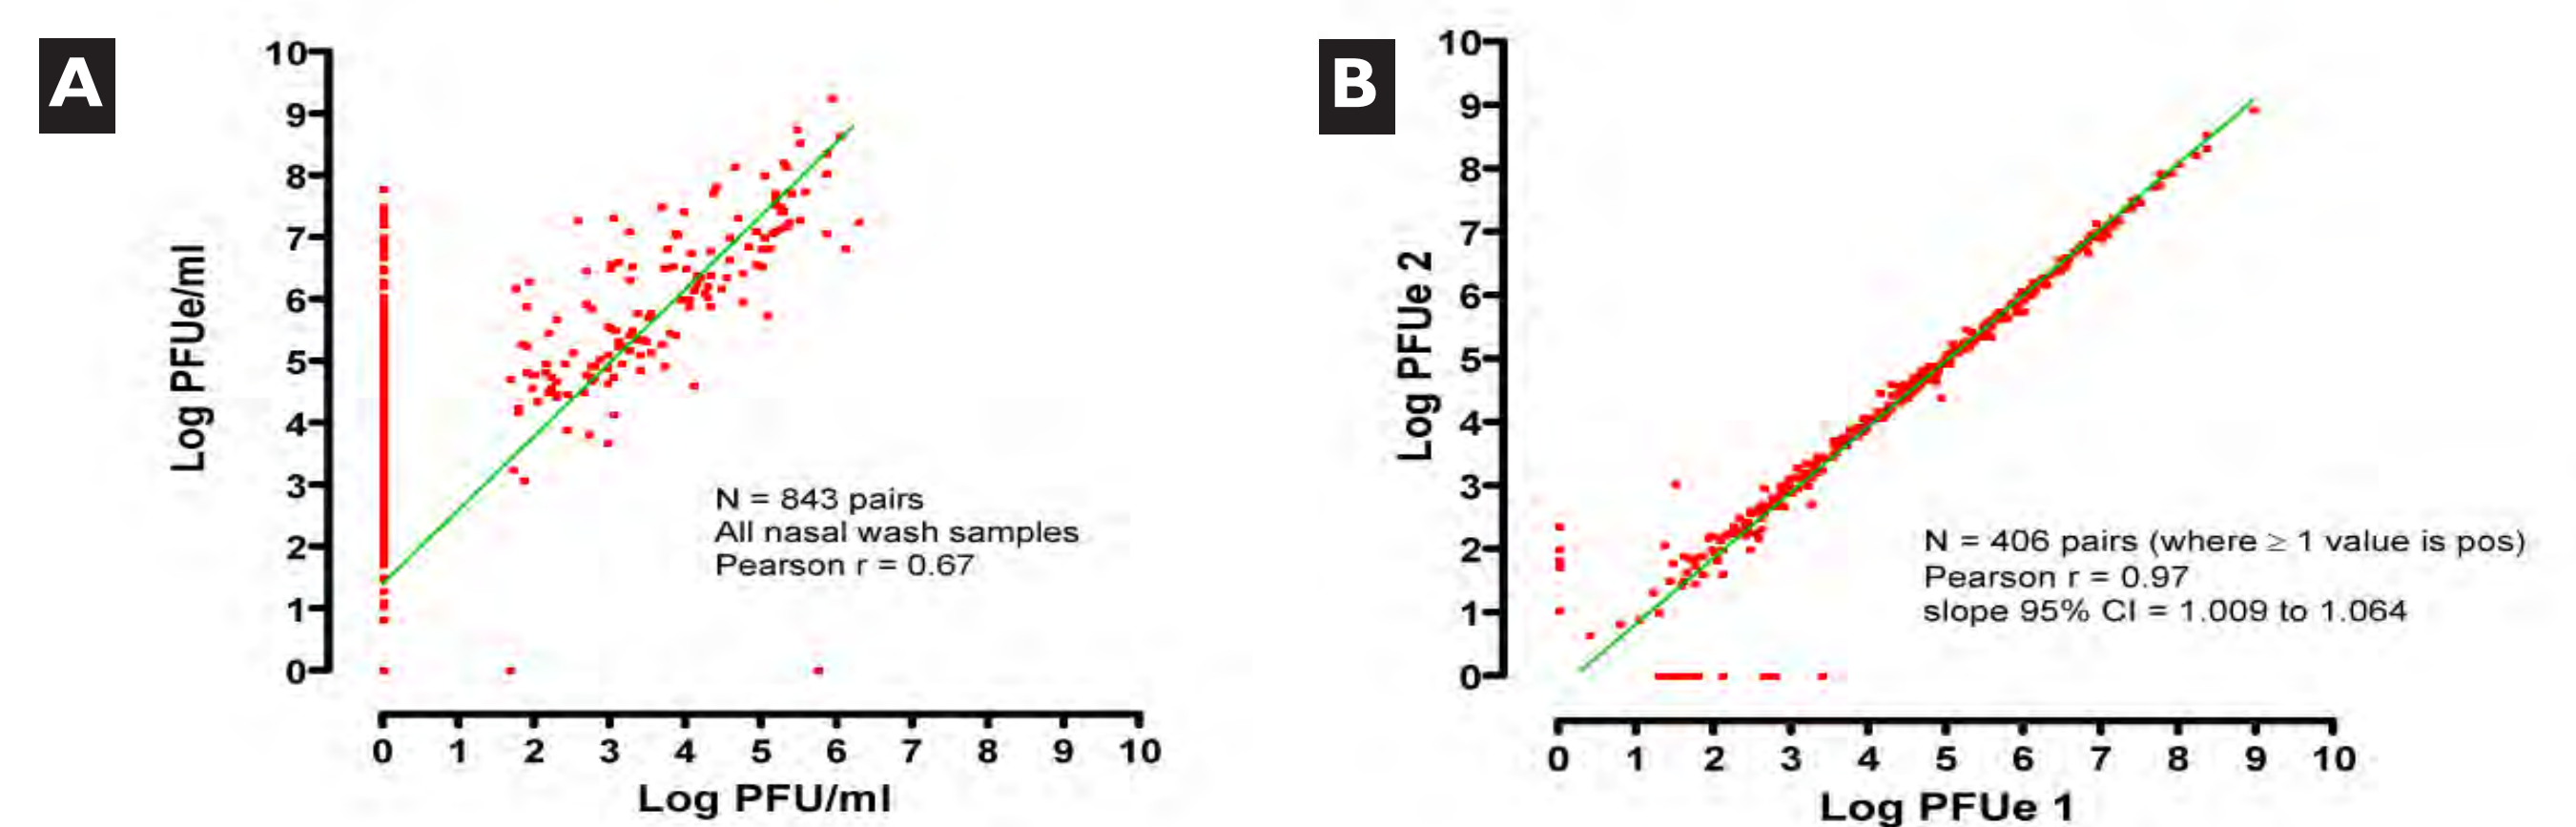 A
10
9
8
7
6
5
4
3
2
1
0
Log PFUe/ml
N = 843 pairs
All nasal wash samples
Pearson r = 0.67
0 1 2 3 4 5 6 7 8 9 10
Log PFU/ml
B
10
9
8
7
6
5
4
3
2
1
0
Log PFUe 2
N = 406 pairs (where ≥ 1 value is pos)
Pearson r = 0.97
slope 95% CI = 1.009 to 1.064
0 1 2 3 4 5 6 7 8 9 10
Log PFUe 1